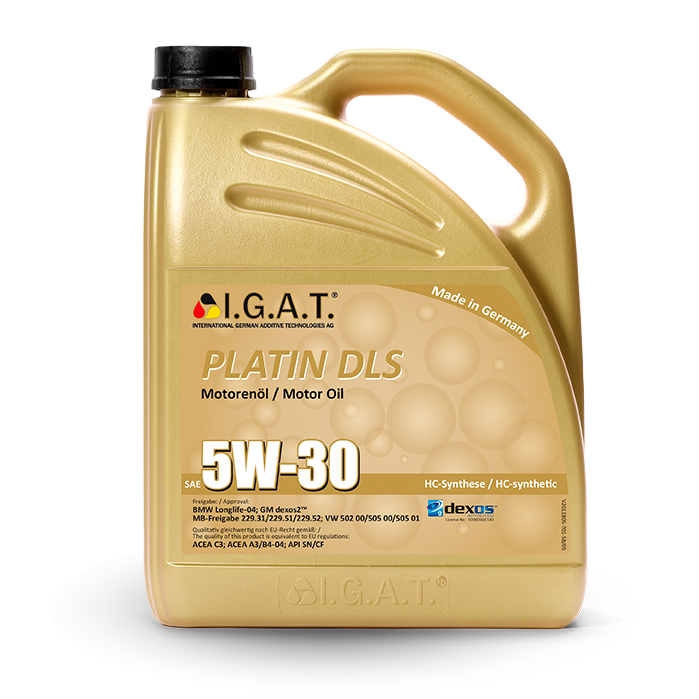 I.G.A.T.®
INTERNATIONAL GERMAN ADDITIVE TECHNOLOGIES AG
Made in Germany
PLATIN DLS
Motorenöl / Motor Oil
SAE 5W-30
HC-Synthese / HC-synthetic
Freigabe: / Approval:
BMW Longlife-04; GM dexos2™
MB-Freigabe 229.31/229.51/229.52; VW 502 00/505 00/505 01
dexos
Qualitativ gleichwertig nach EU-Recht gemäß: /
The quality of this product is equivalent to EU regulations:
ACEA C3; ACEA A3/B4-04; API SN/CF
I.G.A.T.®